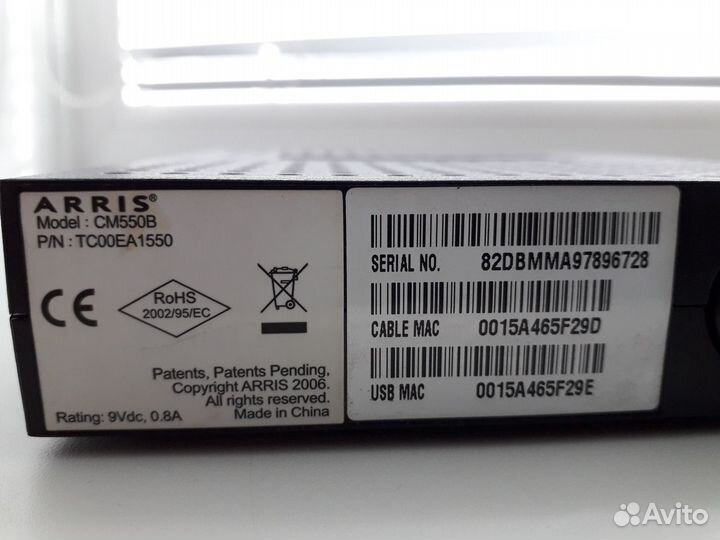 ARRIS®
Model : CM550B
P/N : TC00EA1550
CE
RoHS
2002/95/EC
Patents, Patents Pending,
Copyright ARRIS 2006.
All rights reserved.
Made in China
Rating: 9Vdc, 0.8A
SERIAL NO. 82DBMMA97896728
CABLE MAC 0015A465F29D
USB MAC 0015A465F29E
Avito